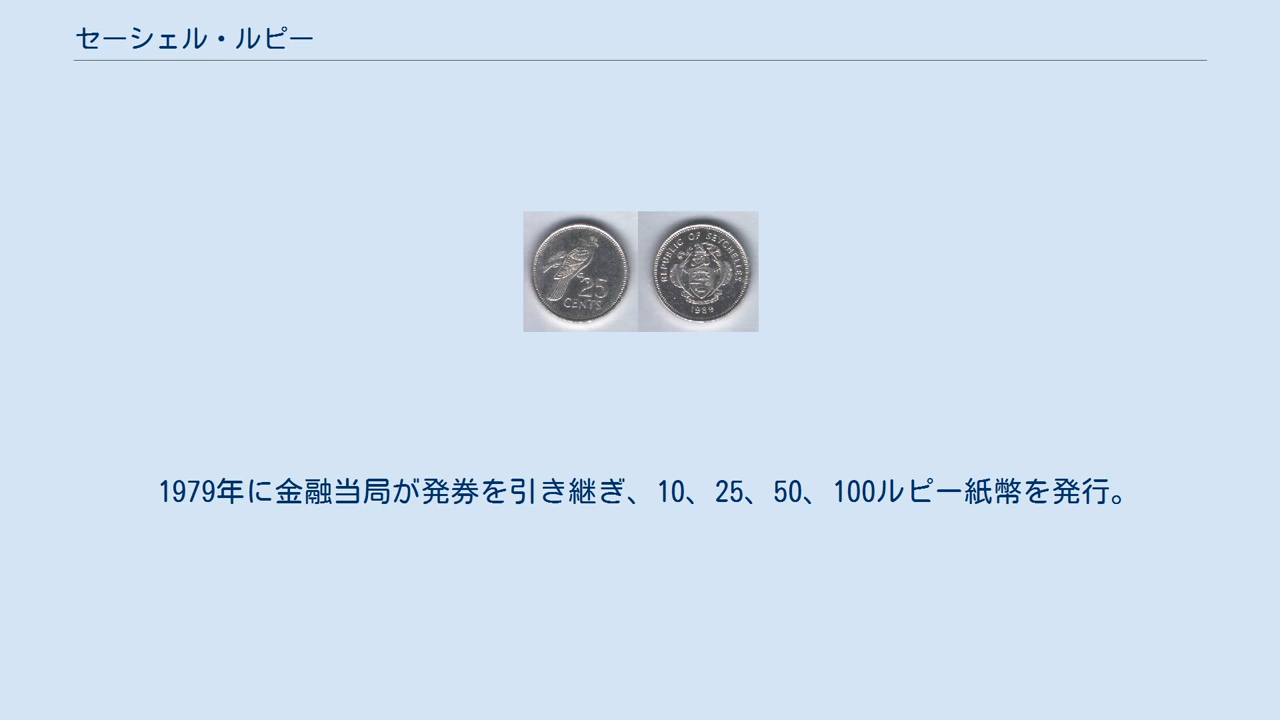 セーシェル・ルピー
25
CENTS
REPUBLIC OF SEYCHELLES
1989
1979年に金融当局が発券を引き継ぎ、10、25、50、100ルピー紙幣を発行。